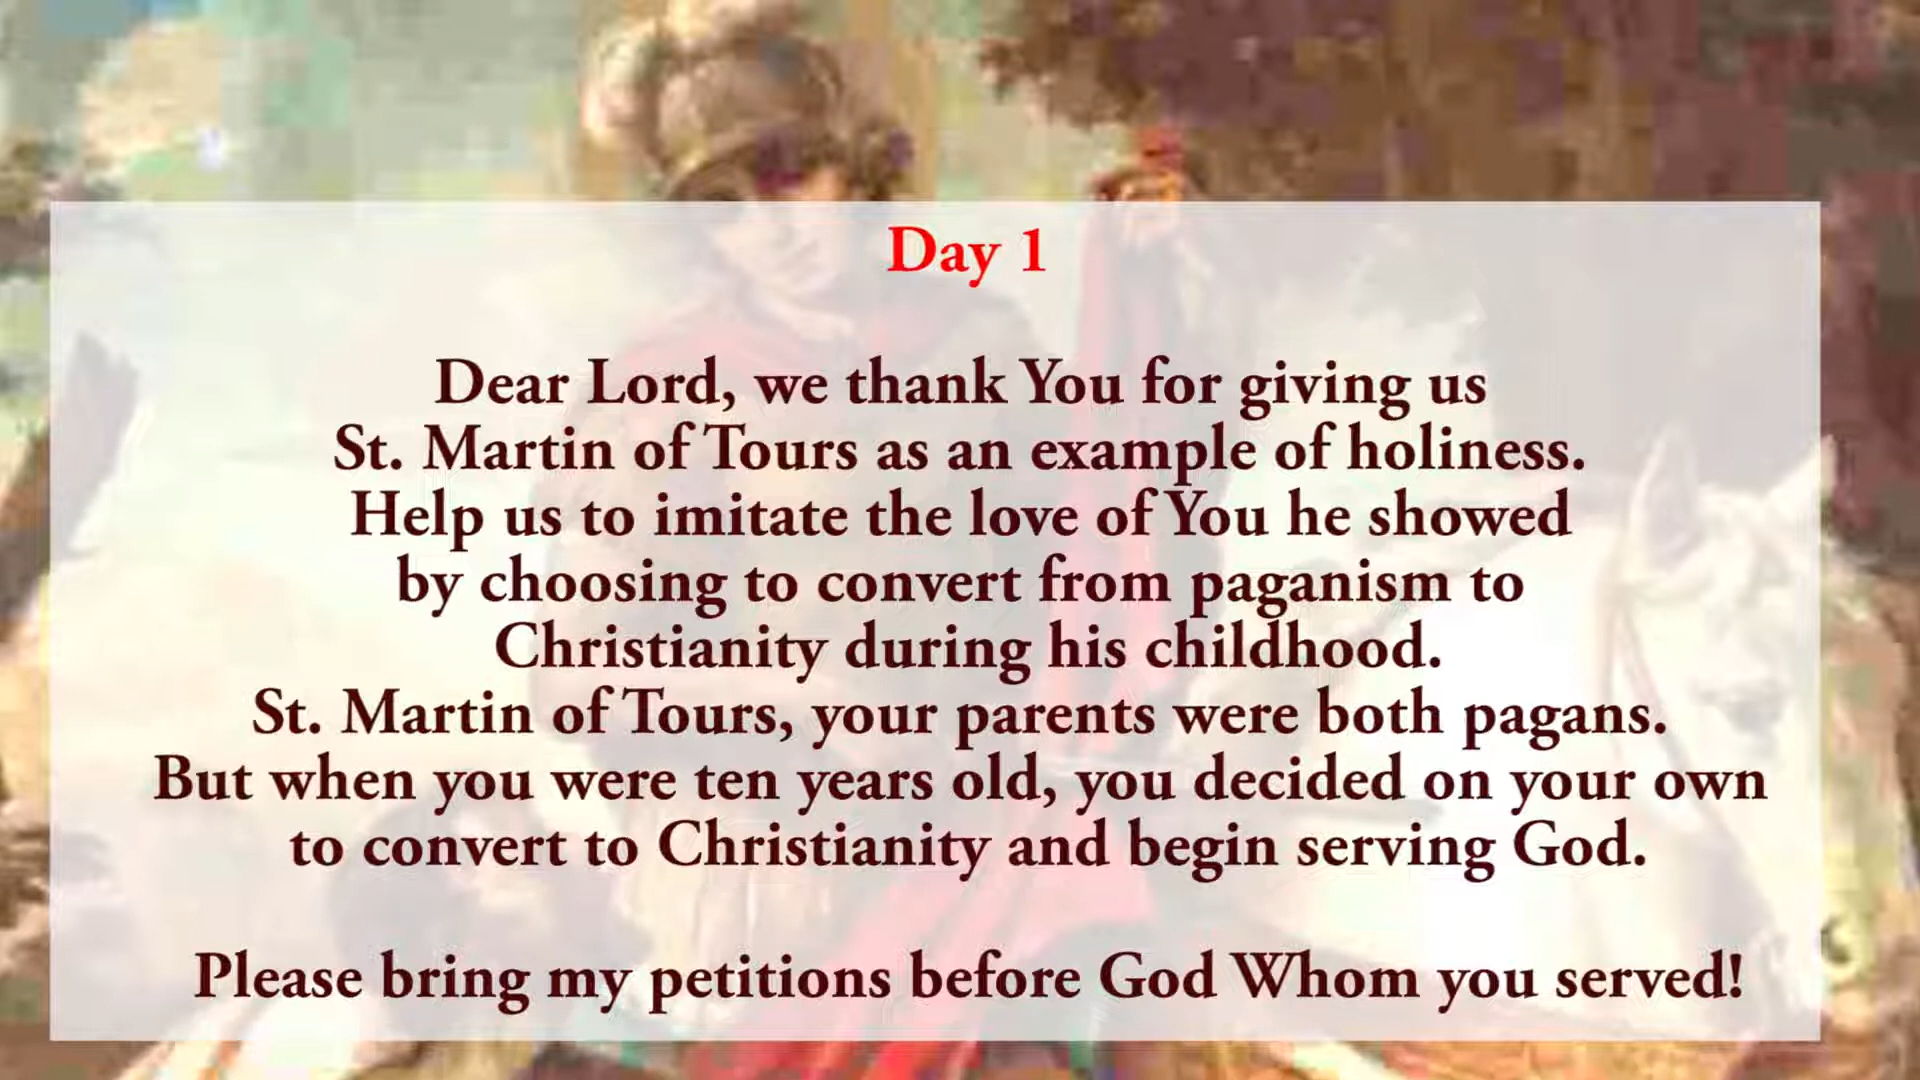 Day 1
Dear Lord, we thank You for giving us
St. Martin of Tours as an example of holiness.
Help us to imitate the love of You he showed
by choosing to convert from paganism to
Christianity during his childhood.
St. Martin of Tours, your parents were both pagans.
But when you were ten years old, you decided on your own
to convert to Christianity and begin serving God.
Please bring my petitions before God Whom you served!